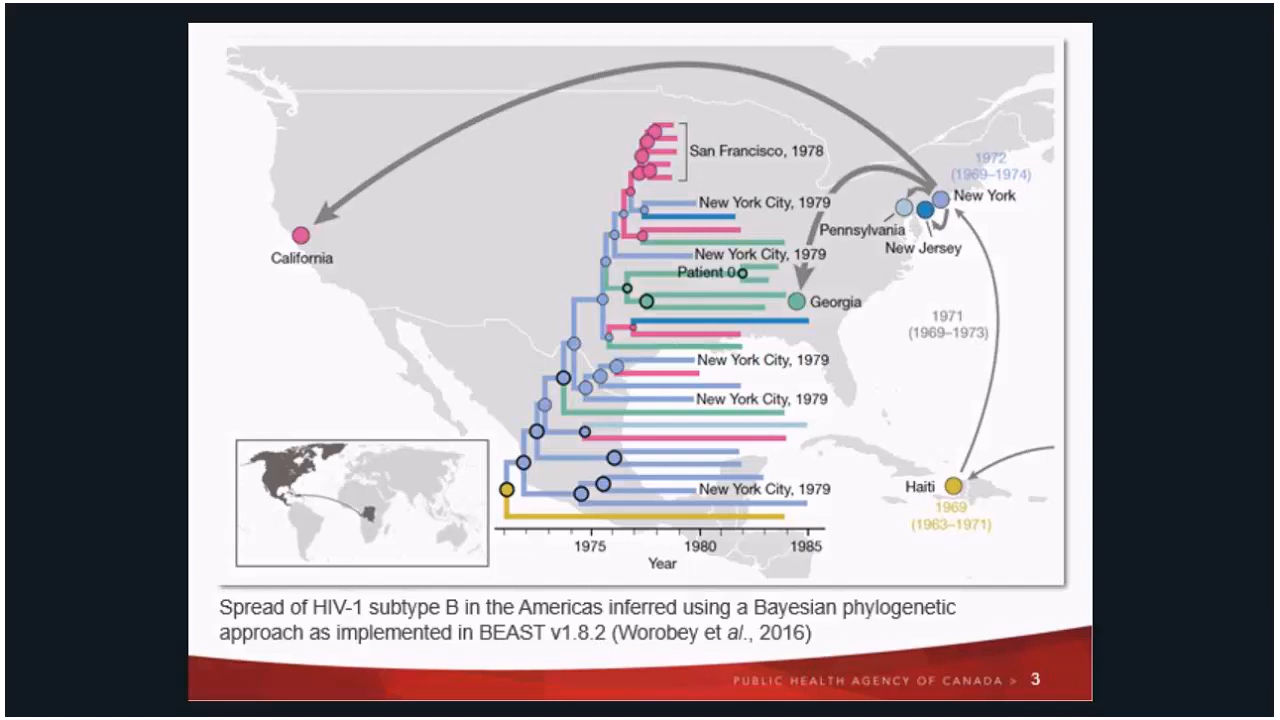 San Francisco, 1978
1972
(1969–1974)
New York City, 1979
New York
Pennsylvania
New Jersey
California
New York City, 1979
Patient 0
Georgia
1971
(1969–1973)
New York City, 1979
New York City, 1979
New York City, 1979
Haiti
1969
(1963–1971)
1975 1980 1985
Year
Spread of HIV-1 subtype B in the Americas inferred using a Bayesian phylogenetic
approach as implemented in BEAST v1.8.2 (Worobey et al., 2016)
PUBLIC HEALTH AGENCY OF CANADA > 3